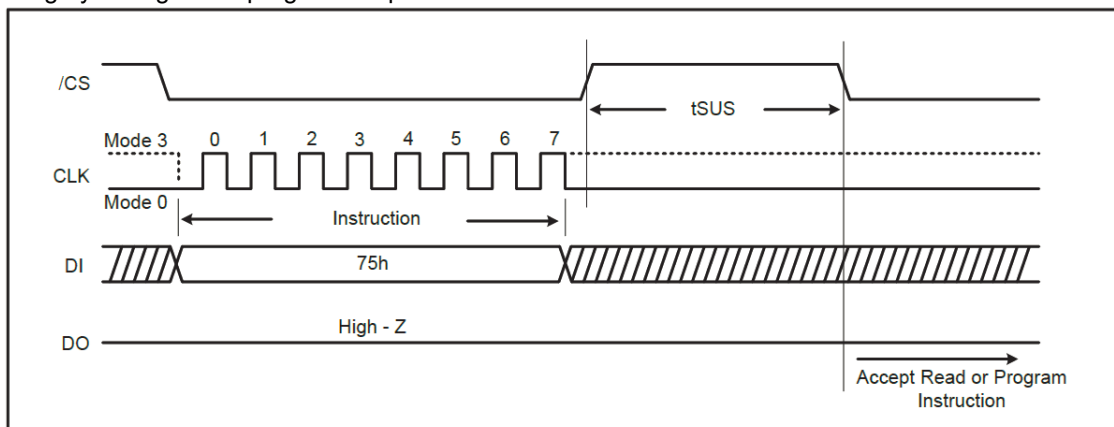 /CS
tSUS
Mode 3
0 1 2 3 4 5 6 7
CLK
Mode 0
Instruction
DI
75h
High - Z
DO
Accept Read or Program
Instruction